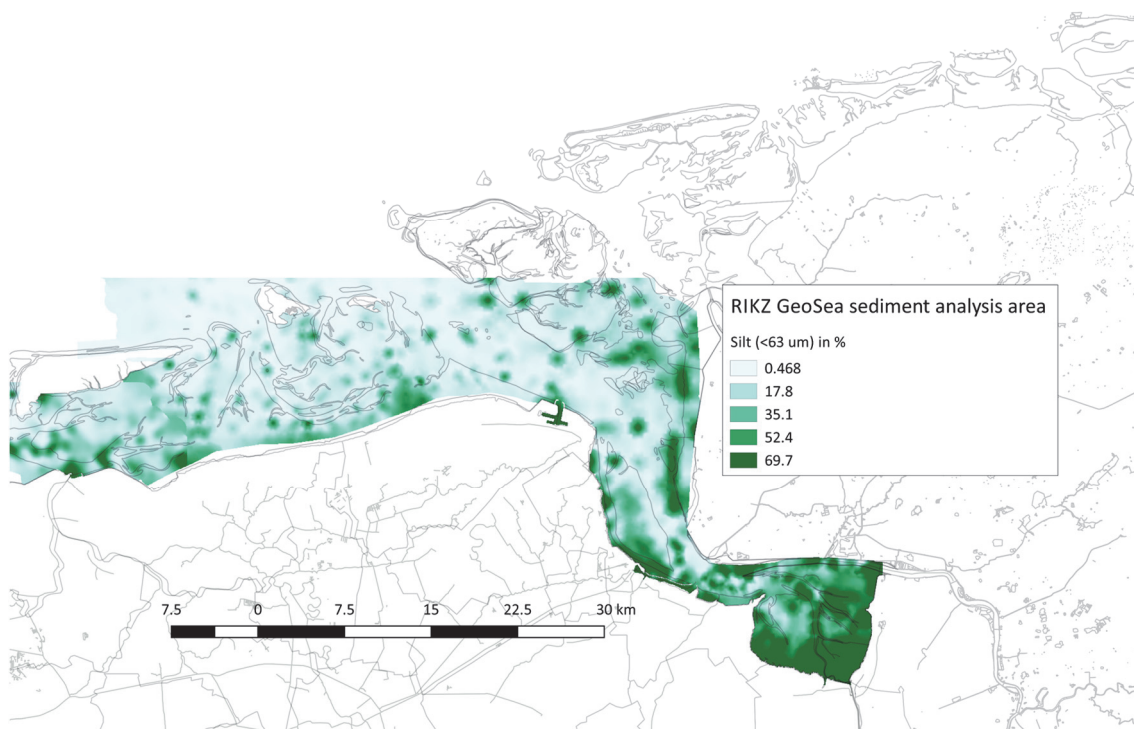 RIKZ GeoSea sediment analysis area
Silt (<63 um) in %
0.468
17.8
35.1
52.4
69.7
7.5 0 7.5 15 22.5 30 km